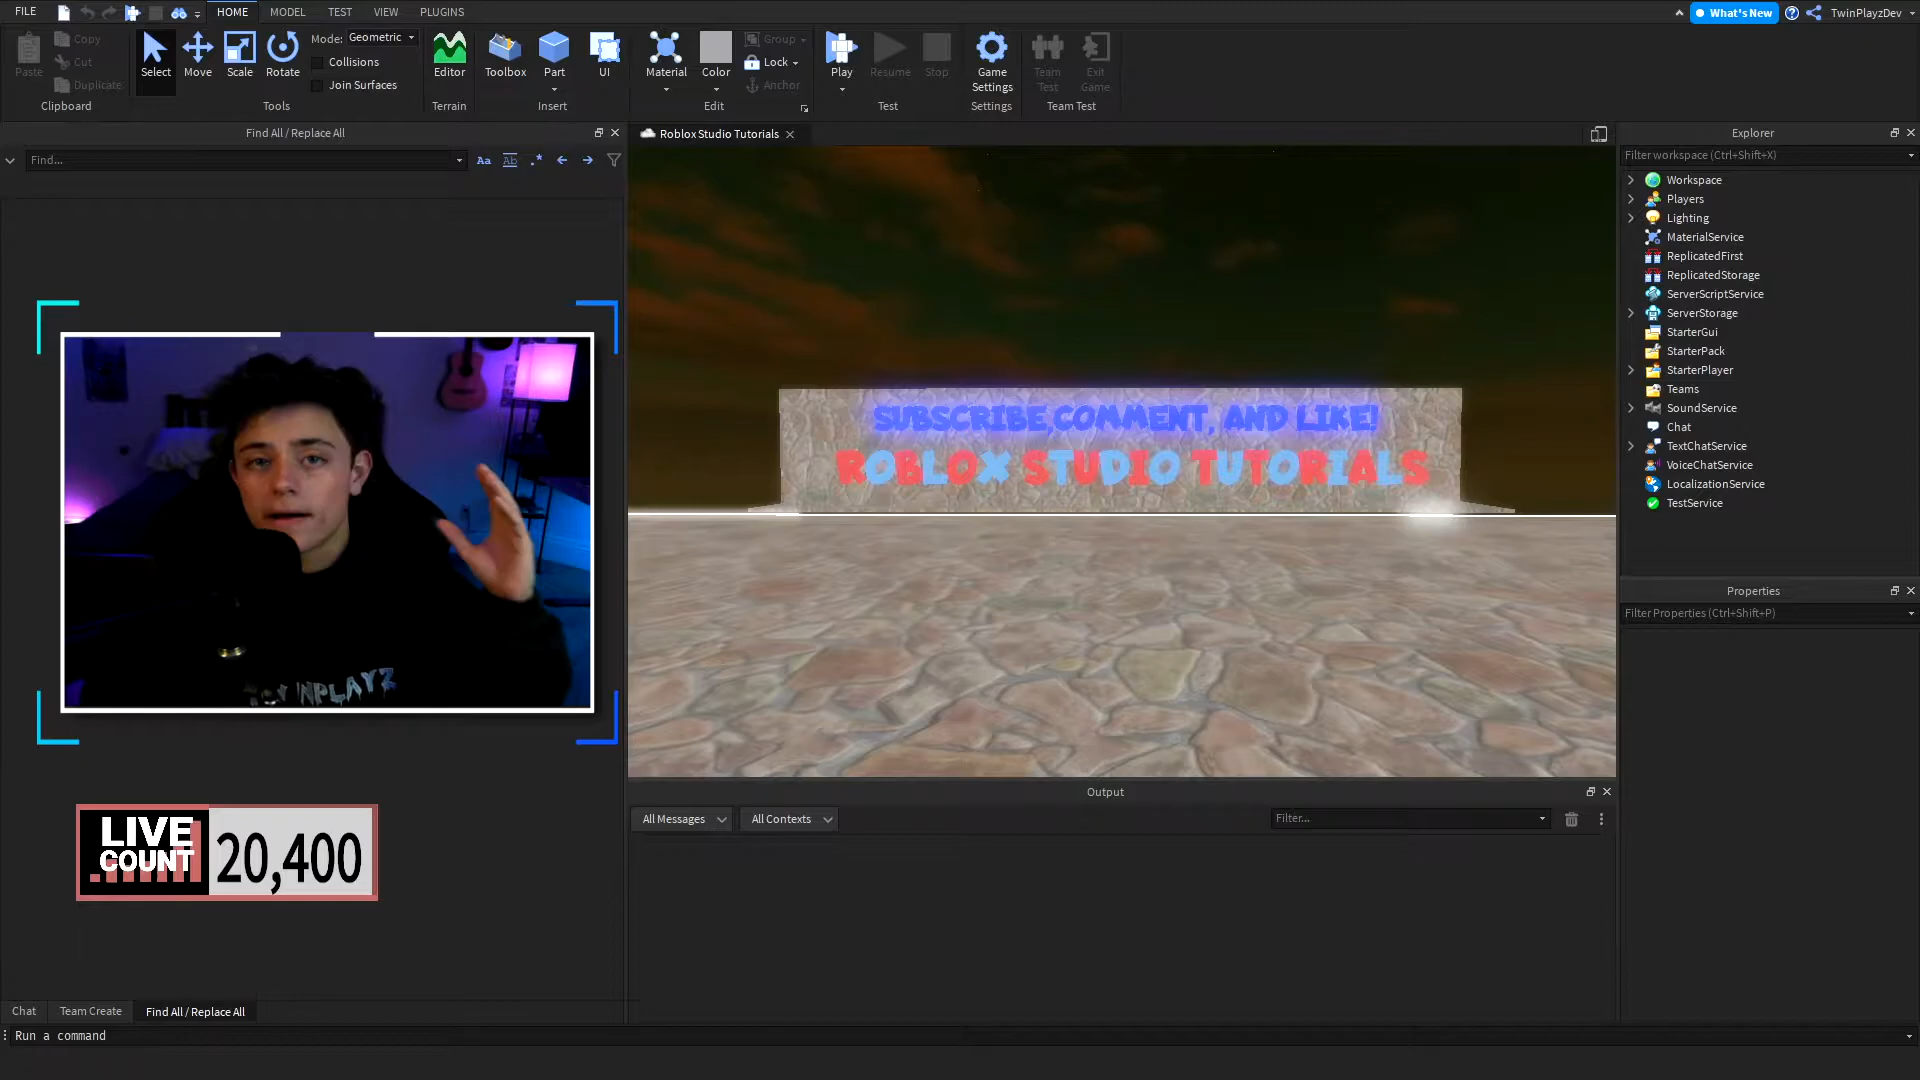 FILE HOME MODEL TEST VIEW PLUGINS What's New TwinPlayzDev
Paste Copy Cut Duplicate Clipboard
Select Move Scale Rotate Mode: Geometric Collisions Join Surfaces Tools
Editor Terrain
Toolbox Part UI Insert
Material Color Group Lock Anchor Edit
Play Resume Stop Test
Game Settings Settings
Team Test Exit Game Team Test
Find All / Replace All
Find... Aa Ab .*
Roblox Studio Tutorials
SUBSCRIBE,COMMENT, AND LIKE!
ROBLOX STUDIO TUTORIALS
LIVE
COUNT
20,400
Output
All Messages All Contexts Filter...
Explorer
Filter workspace (Ctrl+Shift+X)
Workspace
Players
Lighting
MaterialService
ReplicatedFirst
ReplicatedStorage
ServerScriptService
ServerStorage
StarterGui
StarterPack
StarterPlayer
Teams
SoundService
Chat
TextChatService
VoiceChatService
LocalizationService
TestService
Properties
Filter Properties (Ctrl+Shift+P)
Chat Team Create Find All / Replace All
Run a command